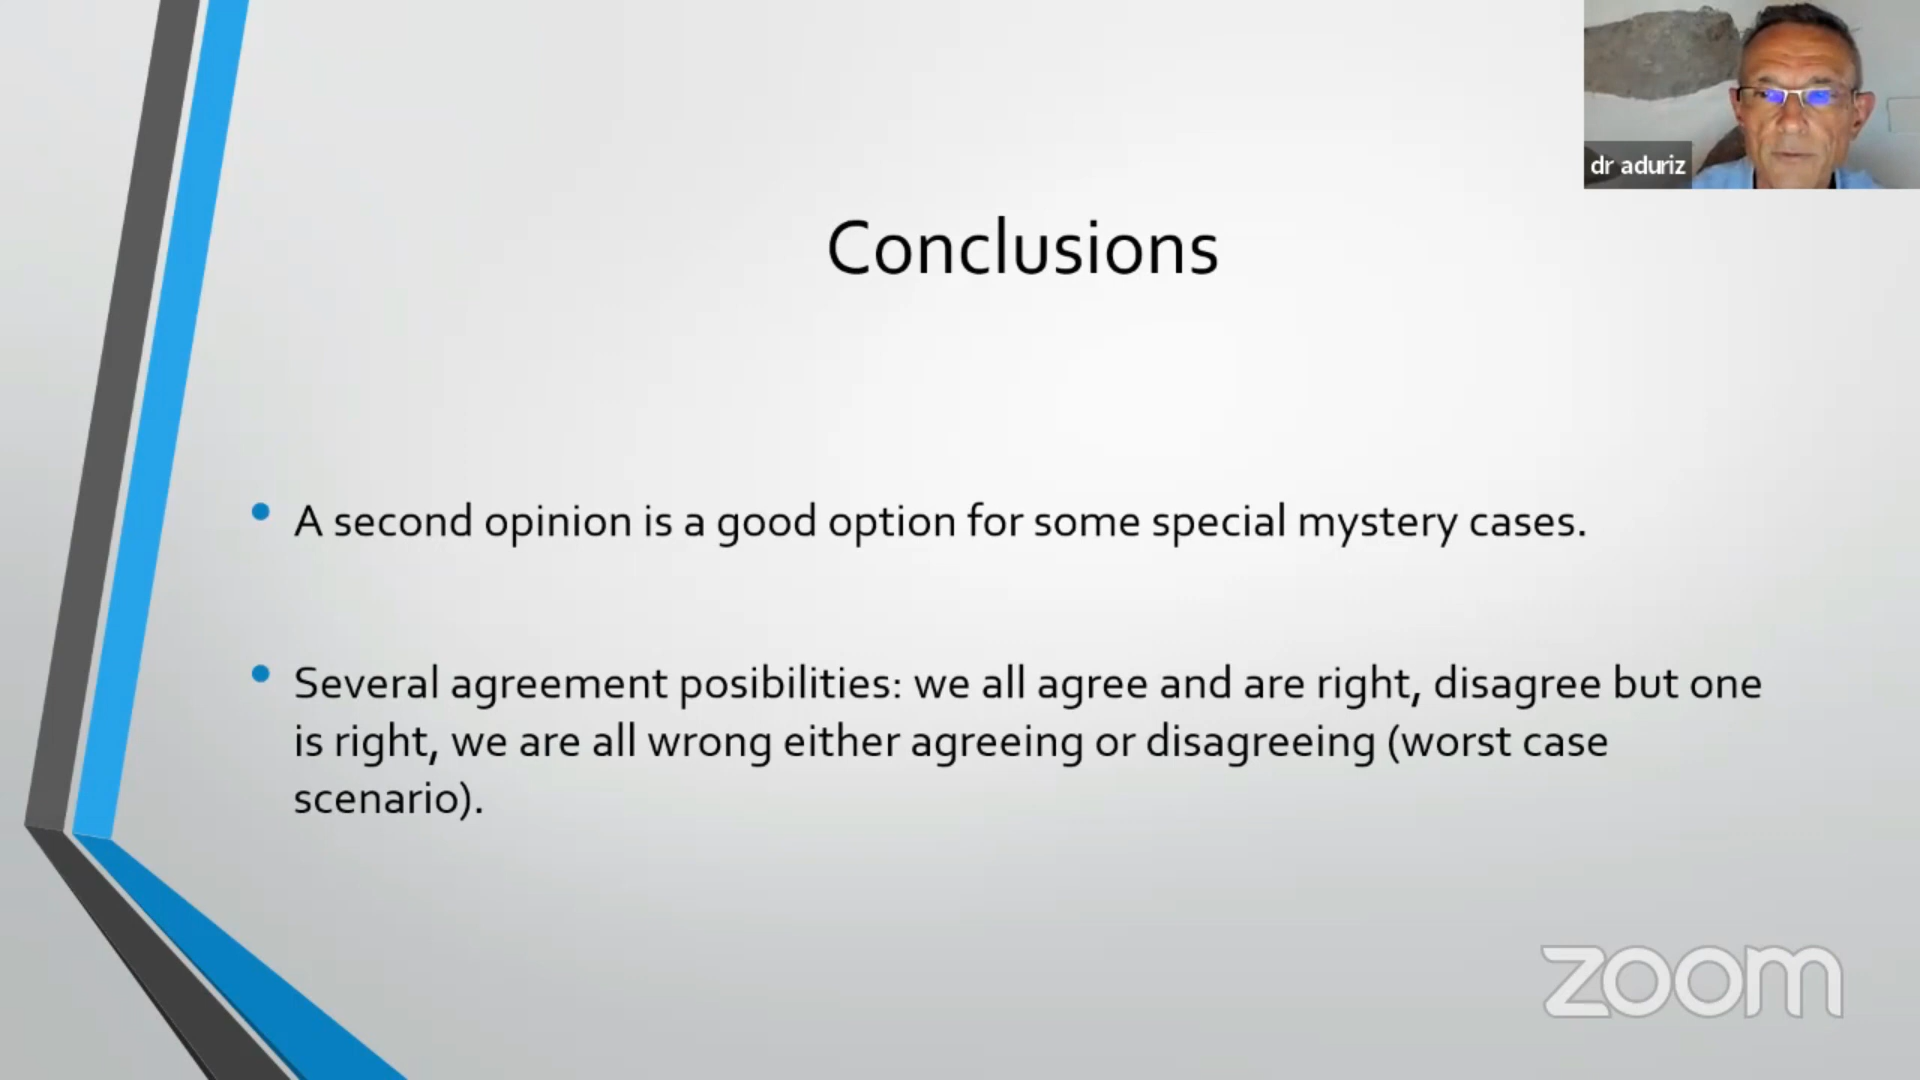 dr aduriz
Conclusions
A second opinion is a good option for some special mystery cases.
Several agreement posibilities: we all agree and are right, disagree but one
is right, we are all wrong either agreeing or disagreeing (worst case
scenario).
zoom